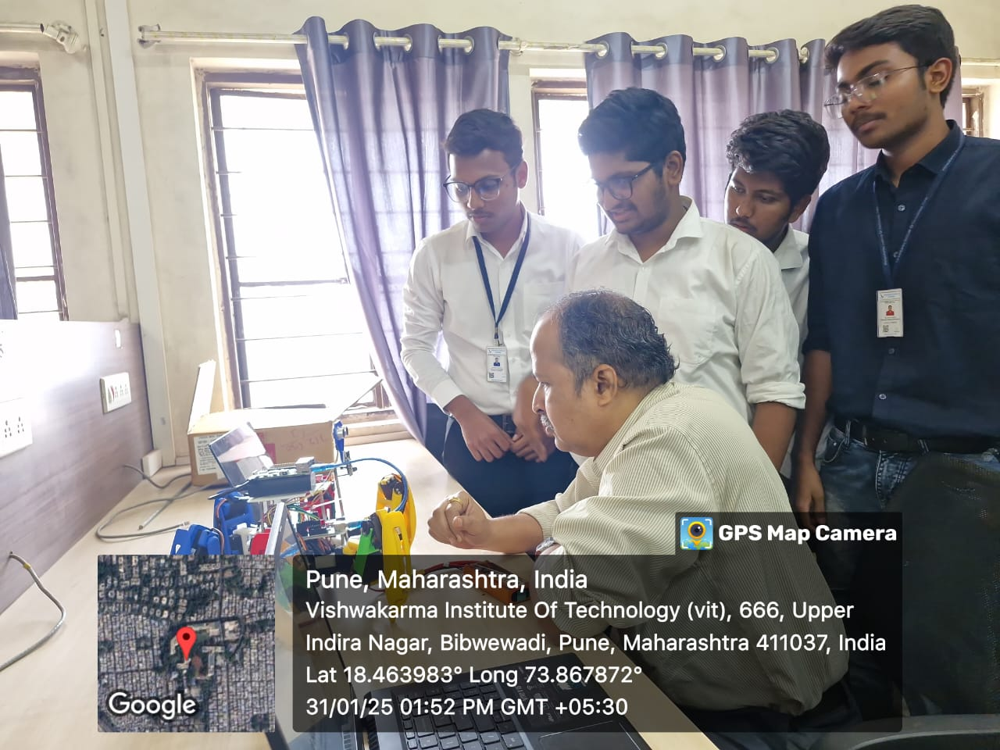 GPS Map Camera
Pune, Maharashtra, India
Vishwakarma Institute Of Technology (vit), 666, Upper
Indira Nagar, Bibwewadi, Pune, Maharashtra 411037, India
Lat 18.463983° Long 73.867872°
31/01/25 01:52 PM GMT +05:30
Google